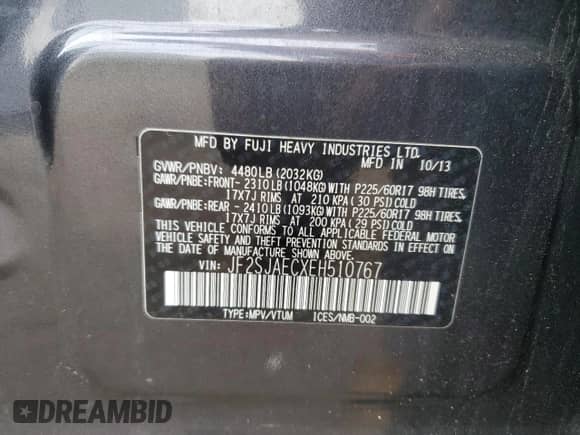 MFD BY FUJI HEAVY INDUSTRIES LTD.
MFD IN 10/13
GVWR/PNBV: 4480LB (2032KG)
GAWR/PNBE:FRONT- 2310LB (1048KG) WITH P225/60R17 98H TIRES,
17X7J RIMS AT 210 KPA (30 PSI) COLD
GAWR/PNBE:REAR - 2410LB (1093KG) WITH P225/60R17 98H TIRES,
17X7J RIMS AT 200 KPA (29 PSI) COLD
THIS VEHICLE CONFORMS TO ALL APPLICABLE FEDERAL MOTOR
VEHICLE SAFETY AND THEFT PREVENTION STANDARDS IN EFFECT ON
THE DATE OF MANUFACTURE SHOWN ABOVE.
VIN: JF2SJAECXEH510767
TYPE:MPV/VTUM ICES/NMB-002
DREAMBID